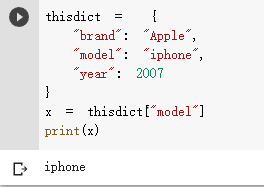 thisdict = {
"brand": "Apple",
"model": "iphone",
"year": 2007
}
x = thisdict["model"]
print(x)
iphone